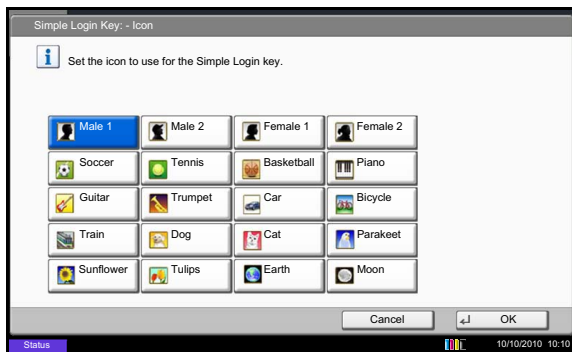 Simple Login Key: - Icon
Set the icon to use for the Simple Login key.
Male 1 Male 2 Female 1 Female 2
Soccer Tennis Basketball Piano
Guitar Trumpet Car Bicycle
Train Dog Cat Parakeet
Sunflower Tulips Earth Moon
Cancel OK
Status 10/10/2010 10:10